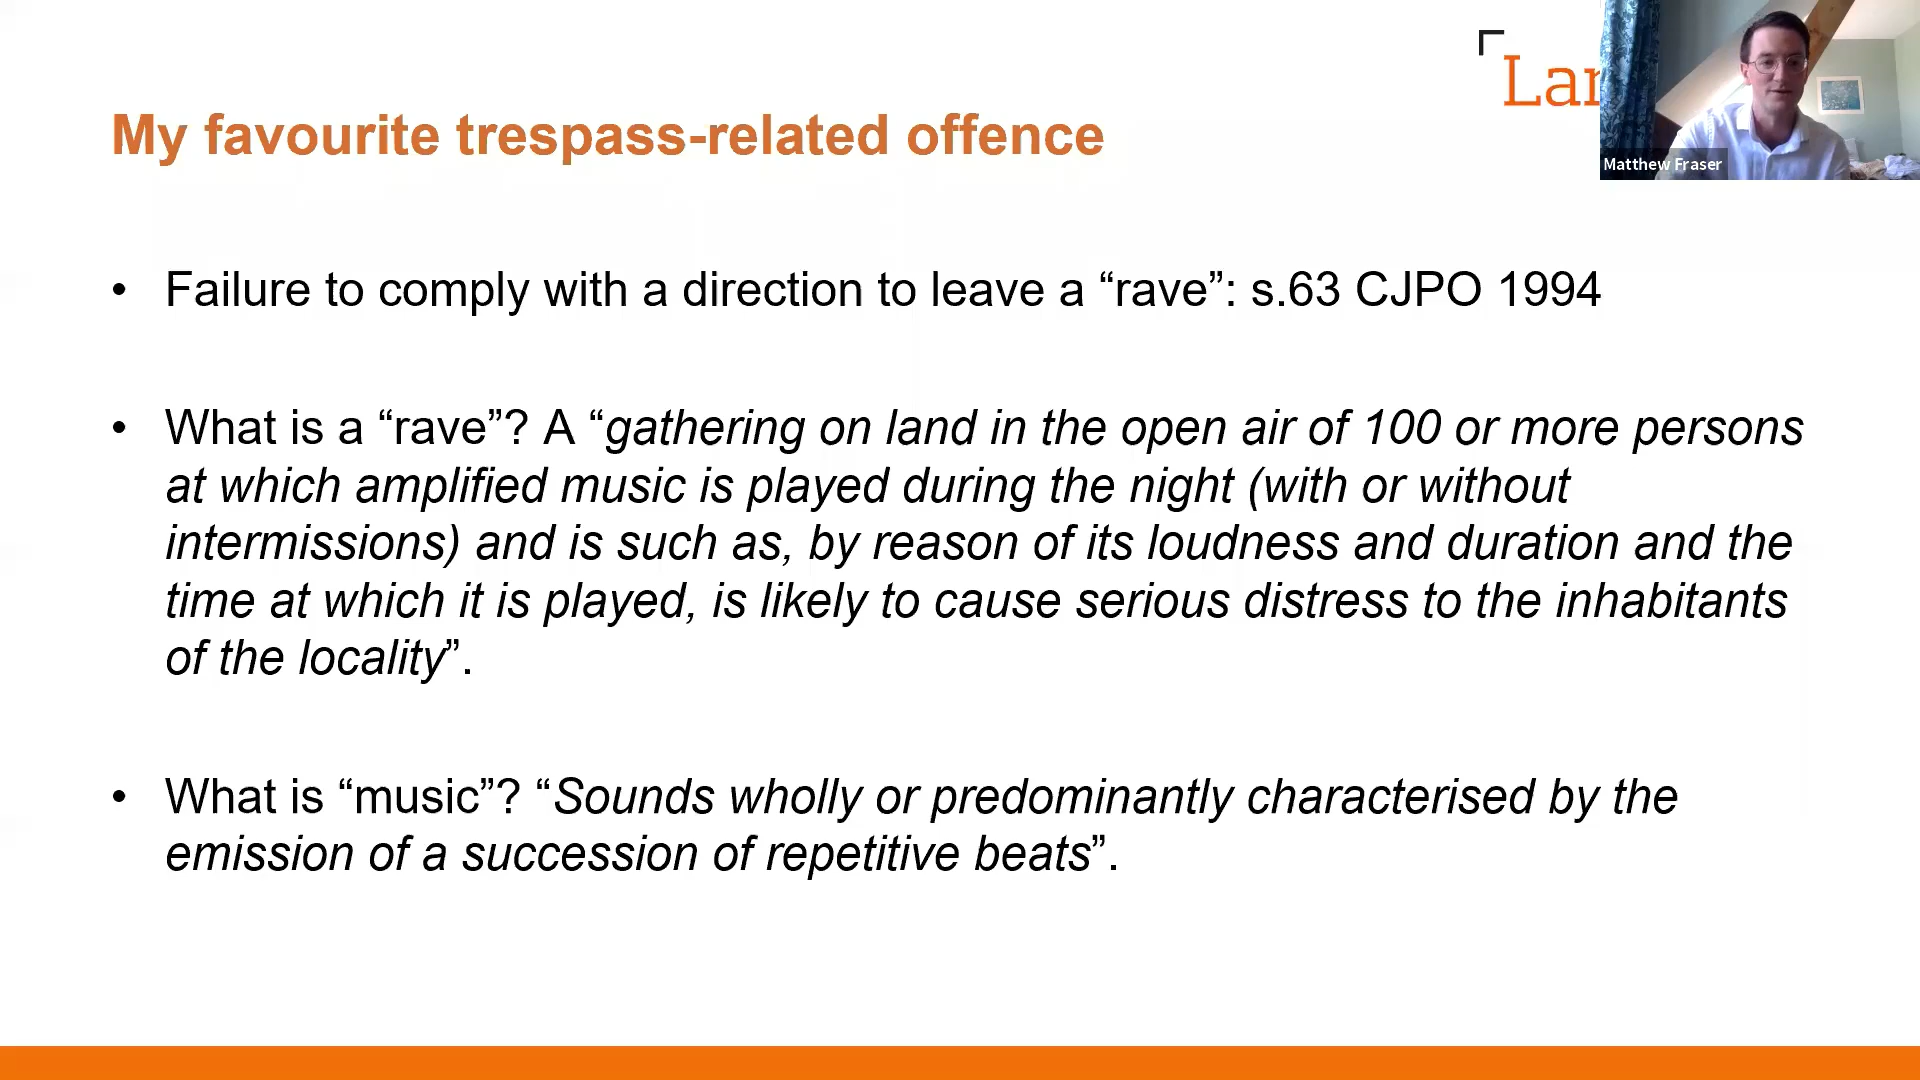 Lan
Matthew Fraser
My favourite trespass-related offence
• Failure to comply with a direction to leave a “rave”: s.63 CJPO 1994
• What is a “rave”? A “gathering on land in the open air of 100 or more persons
at which amplified music is played during the night (with or without
intermissions) and is such as, by reason of its loudness and duration and the
time at which it is played, is likely to cause serious distress to the inhabitants
of the locality”.
• What is “music”? “Sounds wholly or predominantly characterised by the
emission of a succession of repetitive beats”.